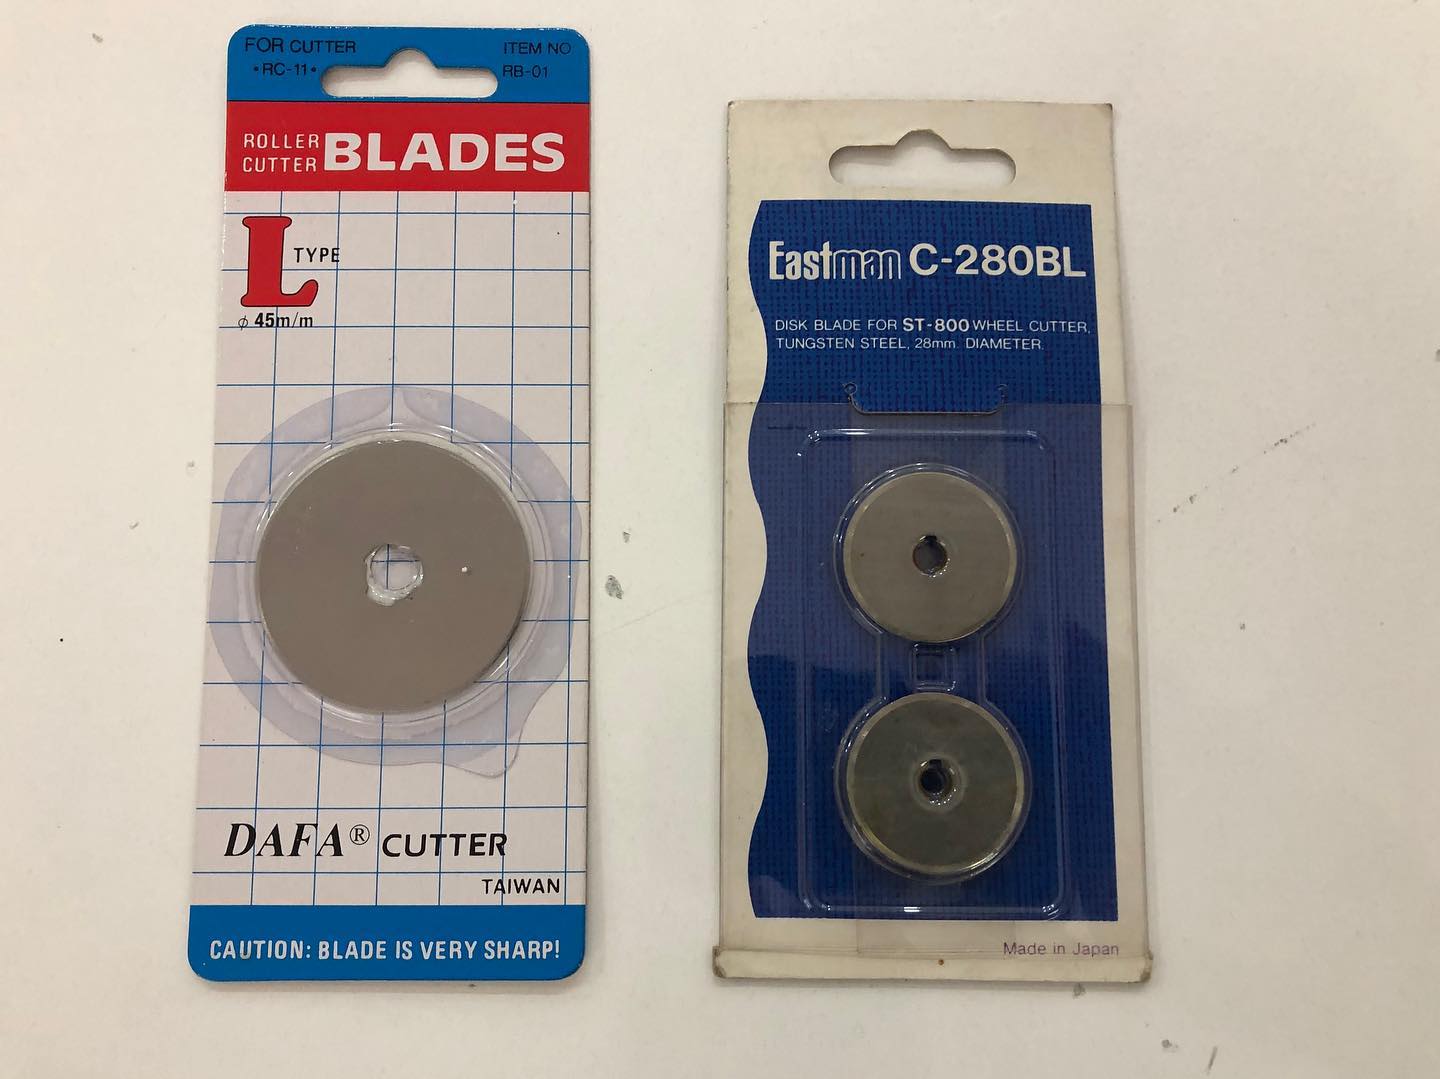 FOR CUTTER
•RC-11•
ITEM NO
RB-01
ROLLER
CUTTER
BLADES
L TYPE
φ 45m/m
DAFA® CUTTER
TAIWAN
CAUTION: BLADE IS VERY SHARP!
Eastman C-280BL
DISK BLADE FOR ST-800 WHEEL CUTTER,
TUNGSTEN STEEL, 28mm. DIAMETER.
Made in Japan